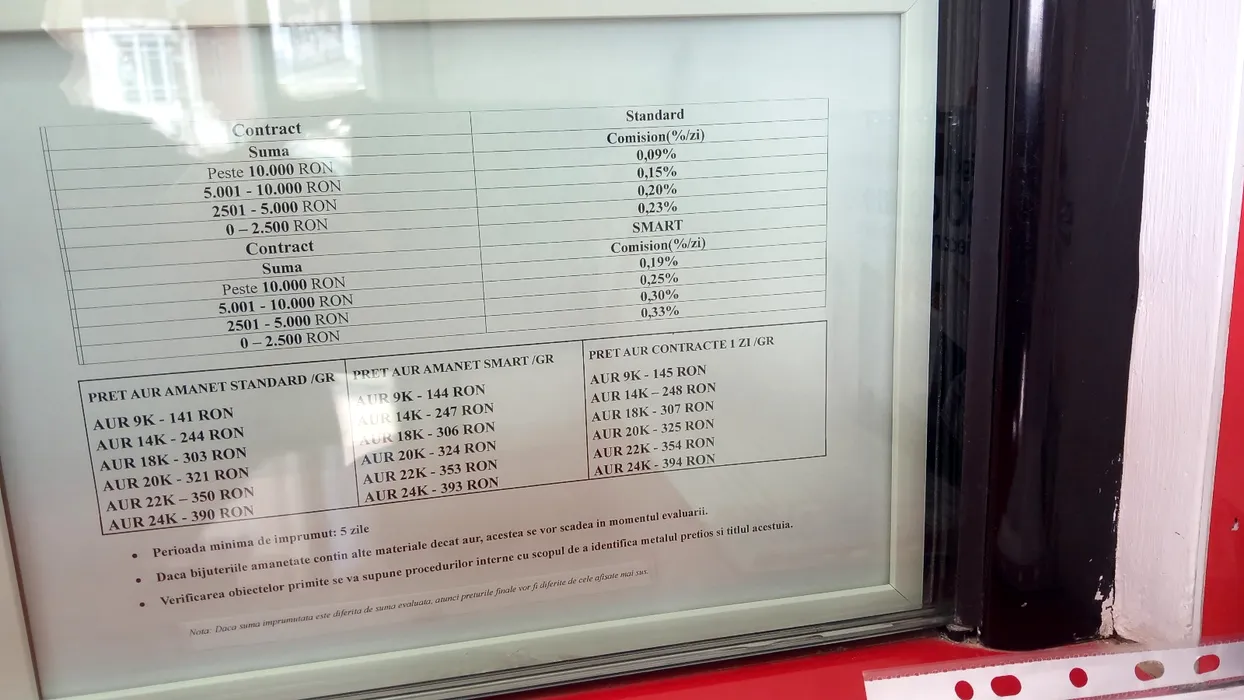 Contract Standard
Suma Comision(%/zi)
Peste 10.000 RON 0,09%
5.001 - 10.000 RON 0,15%
2501 - 5.000 RON 0,20%
0 – 2.500 RON 0,23%
Contract SMART
Suma Comision(%/zi)
Peste 10.000 RON 0,19%
5.001 - 10.000 RON 0,25%
2501 - 5.000 RON 0,30%
0 – 2.500 RON 0,33%
PRET AUR AMANET STANDARD /GR
AUR 9K - 141 RON
AUR 14K - 244 RON
AUR 18K - 303 RON
AUR 20K - 321 RON
AUR 22K – 350 RON
AUR 24K - 390 RON
PRET AUR AMANET SMART /GR
AUR 9K - 144 RON
AUR 14K - 247 RON
AUR 18K - 306 RON
AUR 20K - 324 RON
AUR 22K - 353 RON
AUR 24K - 393 RON
PRET AUR CONTRACTE 1 ZI /GR
AUR 9K - 145 RON
AUR 14K – 248 RON
AUR 18K - 307 RON
AUR 20K - 325 RON
AUR 22K - 354 RON
AUR 24K - 394 RON
• Perioada minima de imprumut: 5 zile
• Daca bijuteriile amanetate contin alte materiale decat aur, acestea se vor scadea in momentul evaluarii.
• Verificarea obiectelor primite se va supune procedurilor interne cu scopul de a identifica metalul pretios si titlul acestuia.
Nota: Daca suma imprumutata este diferita de suma evaluata, atunci preturile finale vor fi diferite de cele afisate mai sus.